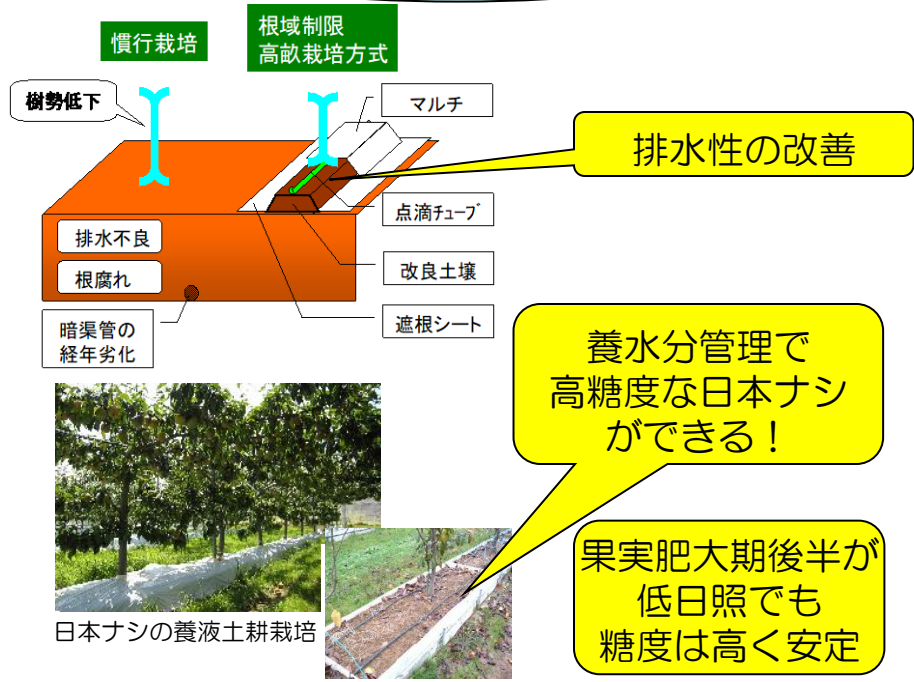 慣行栽培
根域制限
高畝栽培方式
樹勢低下
マルチ
排水性の改善
点滴ﾁｭｰﾌﾞ
排水不良
改良土壌
根腐れ
遮根シート
暗渠管の
経年劣化
養水分管理で
高糖度な日本ナシ
ができる！
果実肥大期後半が
低日照でも
糖度は高く安定
日本ナシの養液土耕栽培